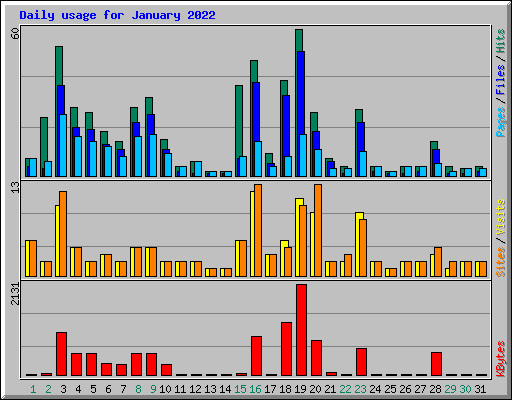 Daily usage for January 2022
60
Pages / Files / Hits
13
Sites / Visits
2131
KBytes
1 2 3 4 5 6 7 8 9 10 11 12 13 14 15 16 17 18 19 20 21 22 23 24 25 26 27 28 29 30 31